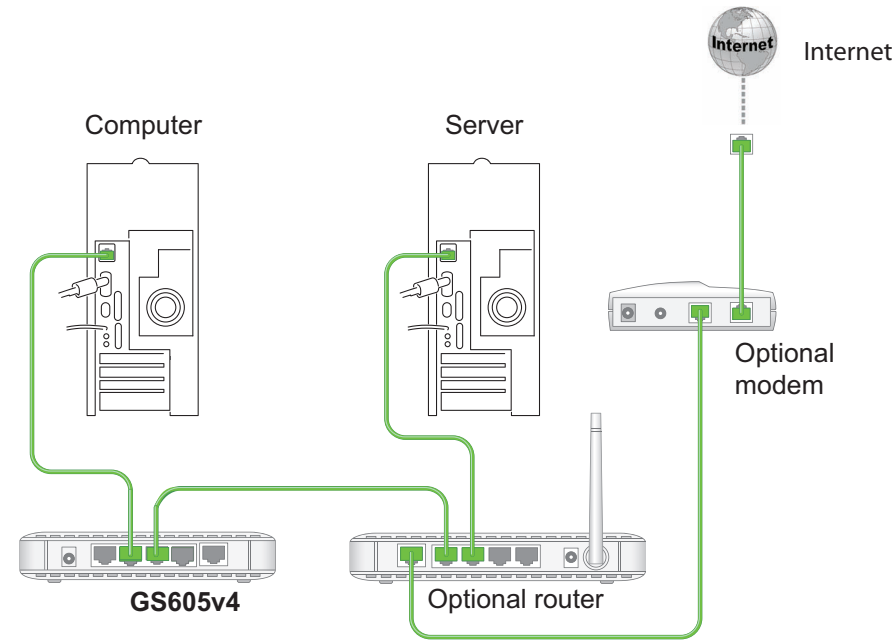 Internet
Internet
Computer
Server
Optional
modem
GS605v4
Optional router